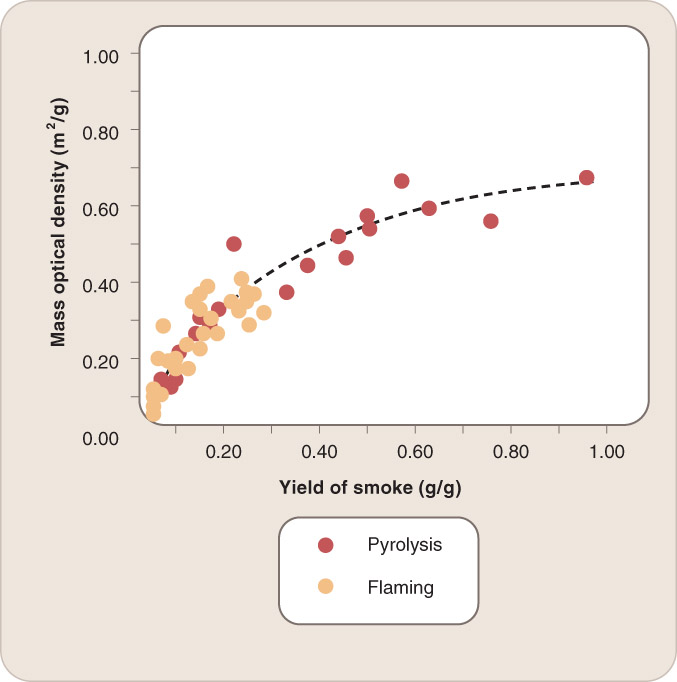 1.00
0.80
0.60
0.40
0.20
0.00
Mass optical density (m²/g)
0.20 0.40 0.60 0.80 1.00
Yield of smoke (g/g)
Pyrolysis
Flaming